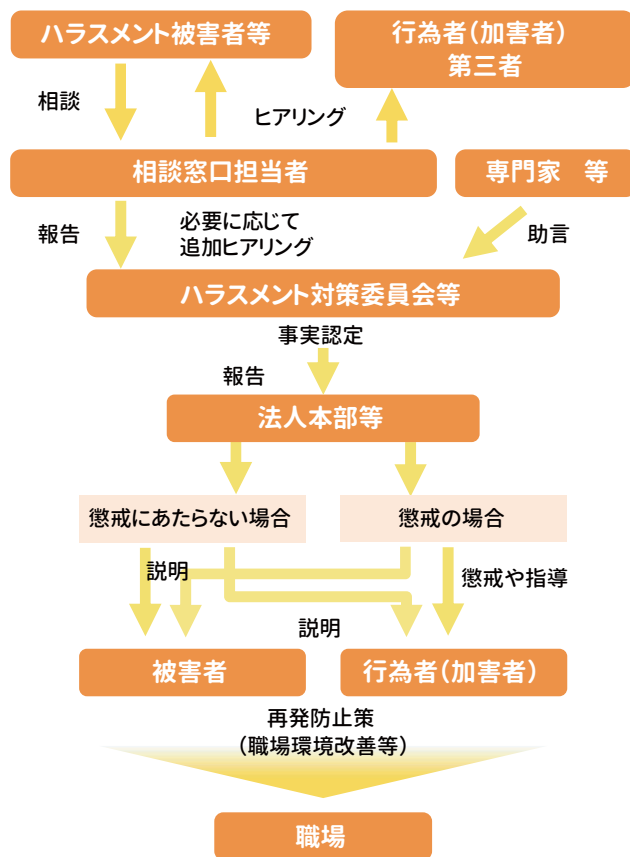 ハラスメント被害者等
行為者（加害者）
第三者
相談
ヒアリング
相談窓口担当者
専門家　等
報告
必要に応じて
追加ヒアリング
助言
ハラスメント対策委員会等
事実認定
報告
法人本部等
懲戒にあたらない場合
懲戒の場合
説明
懲戒や指導
説明
被害者
行為者（加害者）
再発防止策
（職場環境改善等）
職場